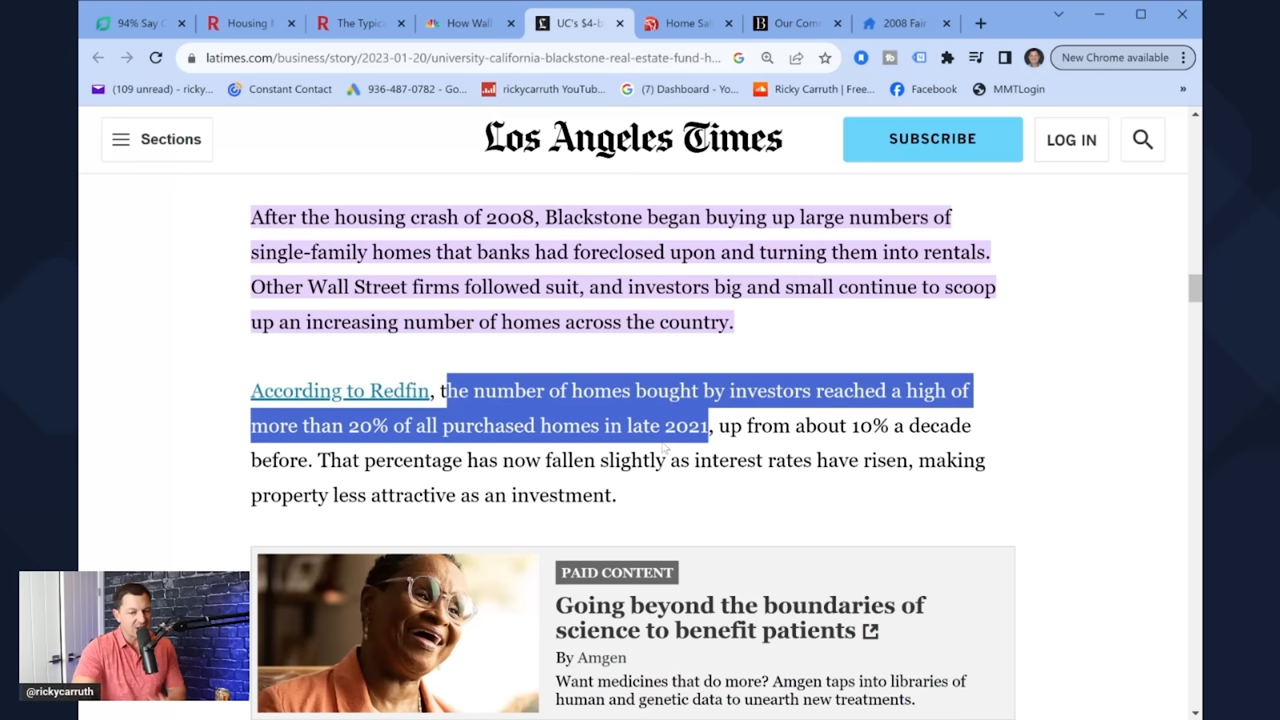 94% Say
Housing
The Typic
How Wall
UC's $4-b
Home Sal
Our Com
2008 Fair
latimes.com/business/story/2023-01-20/university-california-blackstone-real-estate-fund-h...
New Chrome available
(109 unread) - ricky...
Constant Contact
936-487-0782 - Go...
rickycarruth YouTub...
(7) Dashboard - Yo...
Ricky Carruth | Free...
Facebook
MMTLogin
Sections
Los Angeles Times
SUBSCRIBE
LOG IN
After the housing crash of 2008, Blackstone began buying up large numbers of
single-family homes that banks had foreclosed upon and turning them into rentals.
Other Wall Street firms followed suit, and investors big and small continue to scoop
up an increasing number of homes across the country.
According to Redfin, the number of homes bought by investors reached a high of
more than 20% of all purchased homes in late 2021, up from about 10% a decade
before. That percentage has now fallen slightly as interest rates have risen, making
property less attractive as an investment.
PAID CONTENT
Going beyond the boundaries of
science to benefit patients
By Amgen
Want medicines that do more? Amgen taps into libraries of
human and genetic data to unearth new treatments.
@rickycarruth